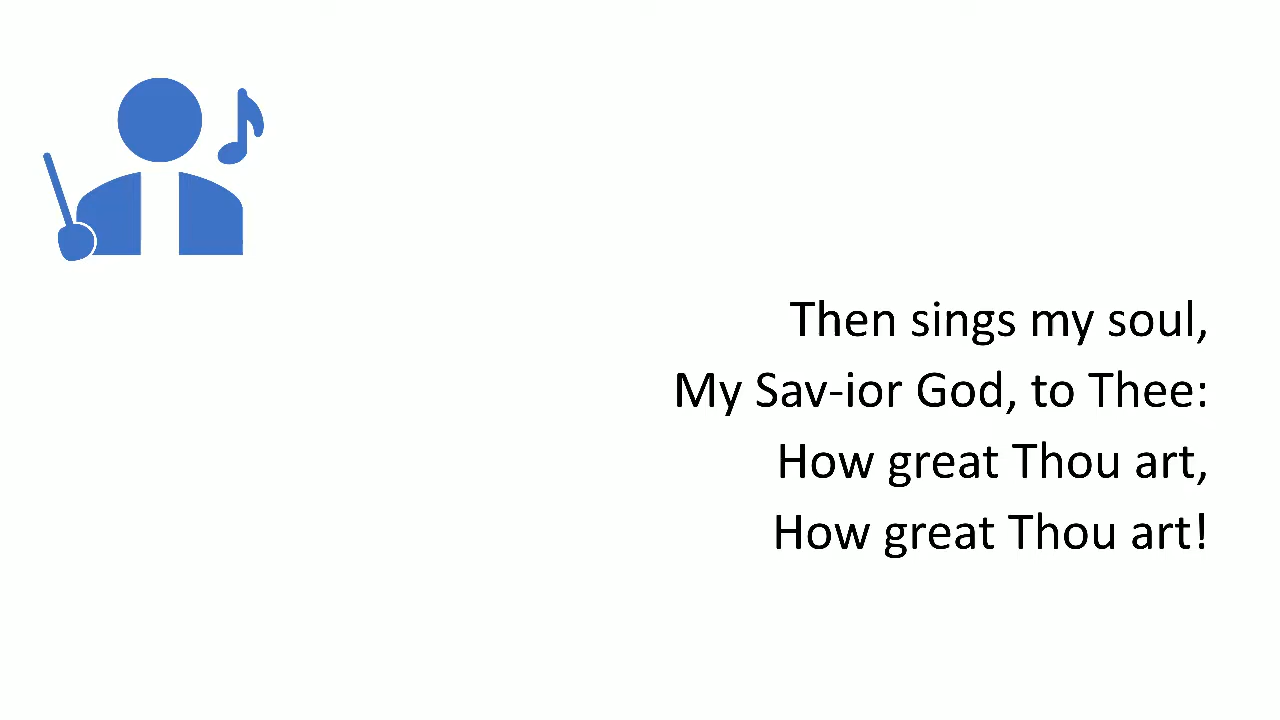 Then sings my soul,
My Sav-ior God, to Thee:
How great Thou art,
How great Thou art!